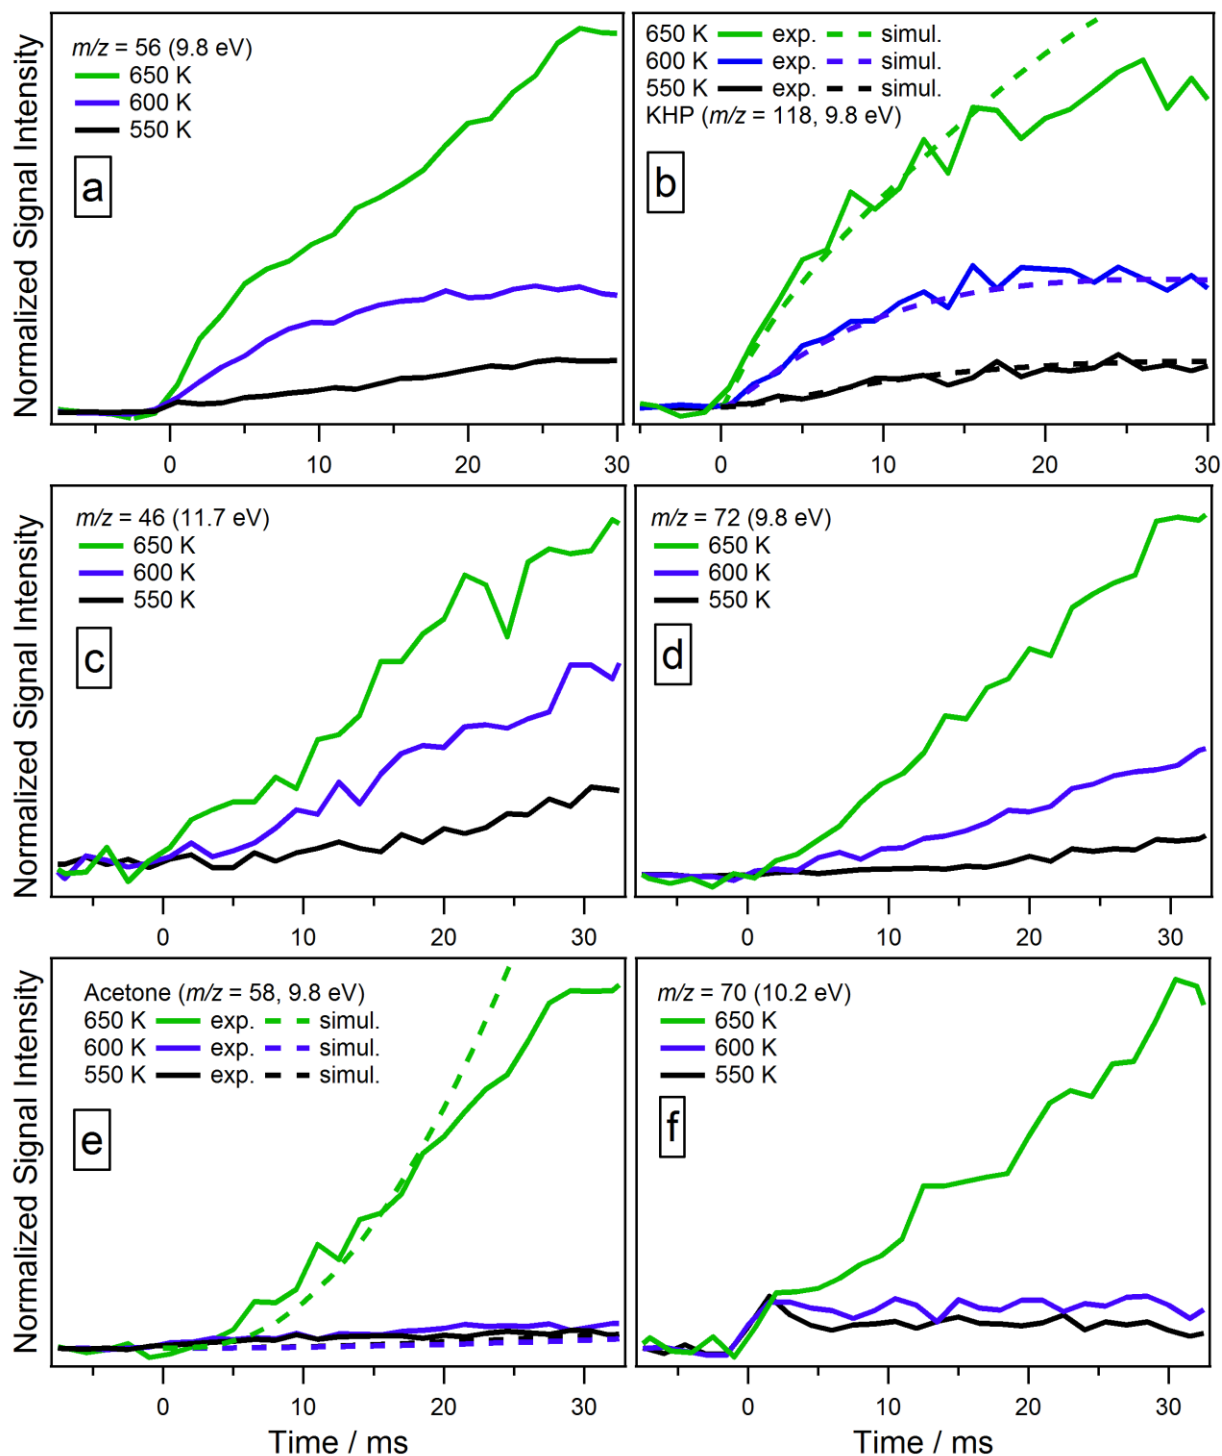 Normalized Signal Intensity
m/z = 56 (9.8 eV)
650 K
600 K
550 K
a
0 10 20 30
650 K exp. simul.
600 K exp. simul.
550 K exp. simul.
KHP (m/z = 118, 9.8 eV)
b
0 10 20 30
Normalized Signal Intensity
m/z = 46 (11.7 eV)
650 K
600 K
550 K
c
0 10 20 30
m/z = 72 (9.8 eV)
650 K
600 K
550 K
d
0 10 20 30
Normalized Signal Intensity
Acetone (m/z = 58, 9.8 eV)
650 K exp. simul.
600 K exp. simul.
550 K exp. simul.
e
0 10 20 30
Time / ms
m/z = 70 (10.2 eV)
650 K
600 K
550 K
f
0 10 20 30
Time / ms